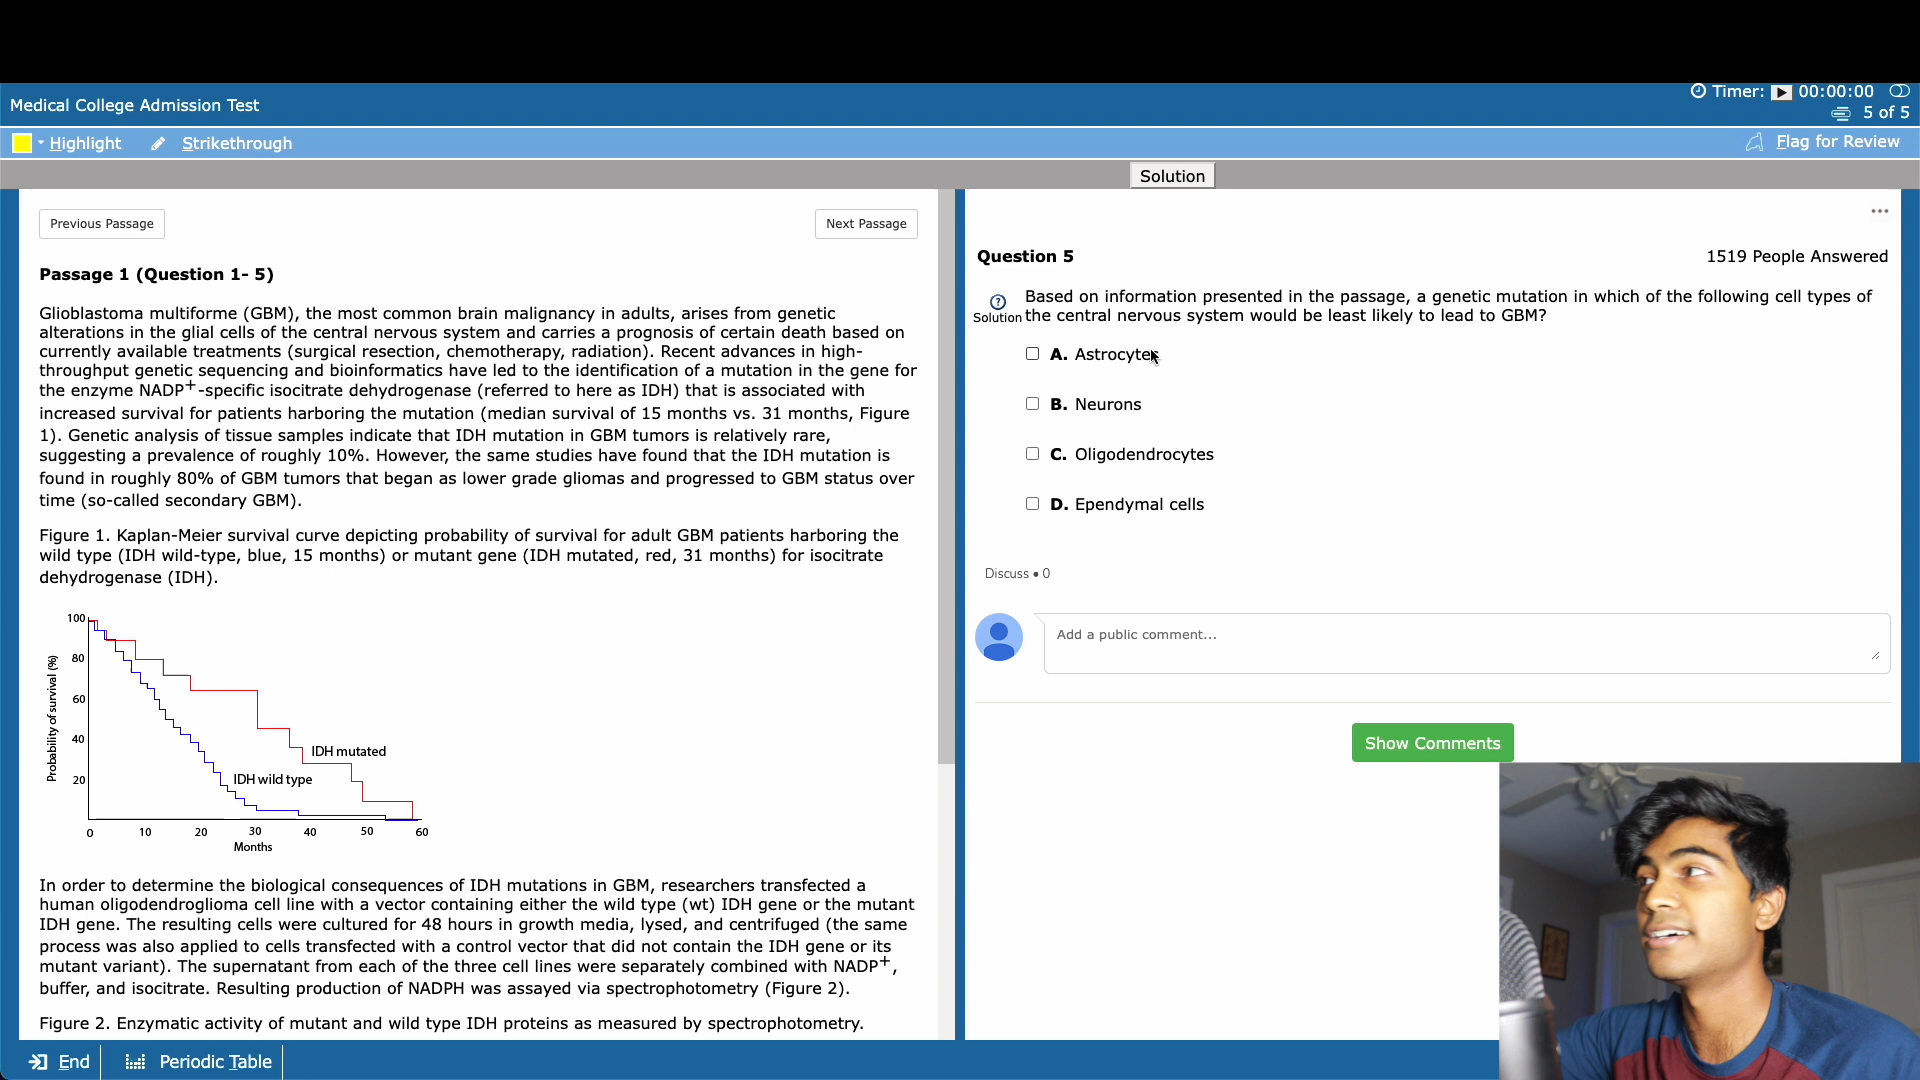 Medical College Admission Test
Timer: 00:00:00
5 of 5
Highlight
Strikethrough
Flag for Review
Solution
Previous Passage
Next Passage
Passage 1 (Question 1- 5)
Glioblastoma multiforme (GBM), the most common brain malignancy in adults, arises from genetic
alterations in the glial cells of the central nervous system and carries a prognosis of certain death based on
currently available treatments (surgical resection, chemotherapy, radiation). Recent advances in high-
throughput genetic sequencing and bioinformatics have led to the identification of a mutation in the gene for
the enzyme NADP+-specific isocitrate dehydrogenase (referred to here as IDH) that is associated with
increased survival for patients harboring the mutation (median survival of 15 months vs. 31 months, Figure
1). Genetic analysis of tissue samples indicate that IDH mutation in GBM tumors is relatively rare,
suggesting a prevalence of roughly 10%. However, the same studies have found that the IDH mutation is
found in roughly 80% of GBM tumors that began as lower grade gliomas and progressed to GBM status over
time (so-called secondary GBM).
Figure 1. Kaplan-Meier survival curve depicting probability of survival for adult GBM patients harboring the
wild type (IDH wild-type, blue, 15 months) or mutant gene (IDH mutated, red, 31 months) for isocitrate
dehydrogenase (IDH).
100
80
60
40
20
Probability of survival (%)
IDH mutated
IDH wild type
0 10 20 30 40 50 60
Months
In order to determine the biological consequences of IDH mutations in GBM, researchers transfected a
human oligodendroglioma cell line with a vector containing either the wild type (wt) IDH gene or the mutant
IDH gene. The resulting cells were cultured for 48 hours in growth media, lysed, and centrifuged (the same
process was also applied to cells transfected with a control vector that did not contain the IDH gene or its
mutant variant). The supernatant from each of the three cell lines were separately combined with NADP+,
buffer, and isocitrate. Resulting production of NADPH was assayed via spectrophotometry (Figure 2).
Figure 2. Enzymatic activity of mutant and wild type IDH proteins as measured by spectrophotometry.
Question 5
1519 People Answered
Solution
Based on information presented in the passage, a genetic mutation in which of the following cell types of
the central nervous system would be least likely to lead to GBM?
A. Astrocytes
B. Neurons
C. Oligodendrocytes
D. Ependymal cells
Discuss • 0
Add a public comment...
Show Comments
End
Periodic Table